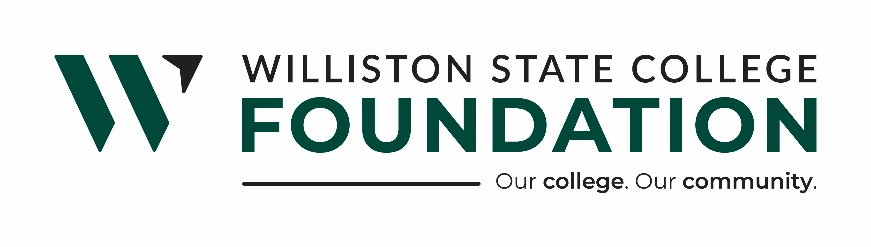 WILLISTON STATE COLLEGE
FOUNDATION
Our college. Our community.